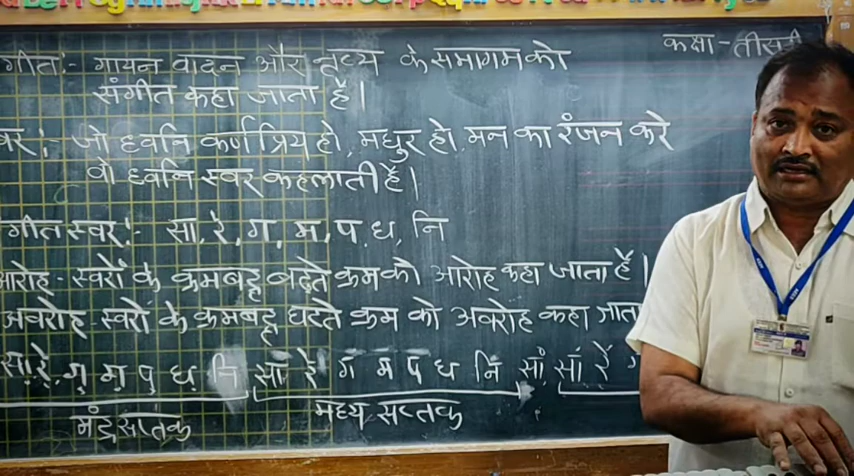 कक्षा - तीसरी
गीत:- गायन वादन और नृत्य के समागम को
संगीत कहा जाता है।
वर:- जो ध्वनि कर्णप्रिय हो, मधुर हो, मन का रंजन करे
वो ध्वनि स्वर कहलाती है।
गीत स्वर:- सा, रे, ग, म, प, ध, नि
आरोह - स्वरों के क्रमबद्ध बढ़ते क्रम को आरोह कहा जाता है।
अवरोह - स्वरों के क्रमबद्ध घटते क्रम को अवरोह कहा जाता
सा़ रे़ ग़ म़ प़ ध़ नि़ सा रे ग म प ध नि सां सां रें
मंद्र सप्तक मध्य सप्तक